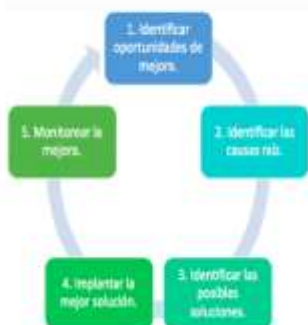 1. Identificar
oportunidades de
mejora.
2. Identificar las
causas raíz.
3. Identificar las
posibles
soluciones.
4. Implantar la
mejor solución.
5. Monitorear la
mejora.